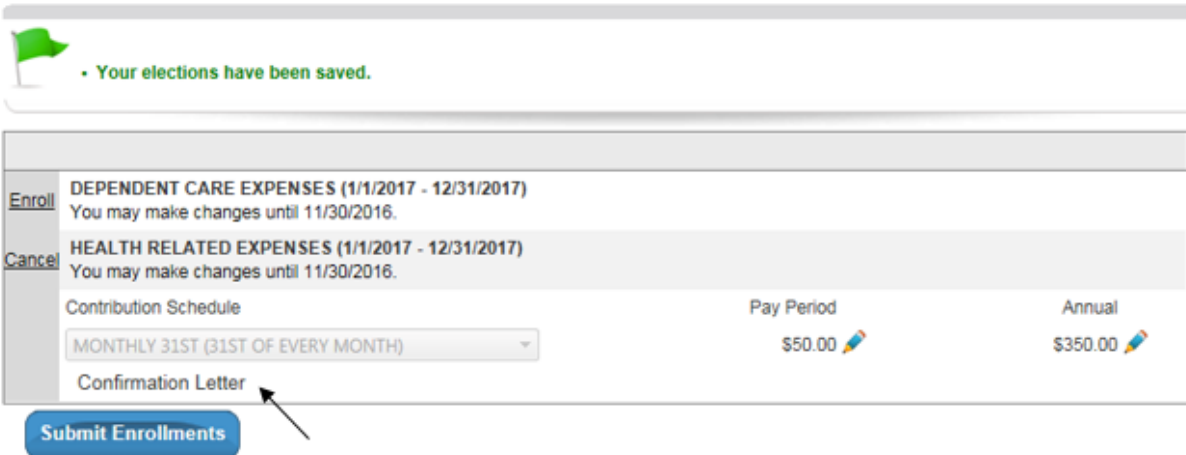 • Your elections have been saved.
Enroll
DEPENDENT CARE EXPENSES (1/1/2017 - 12/31/2017)
You may make changes until 11/30/2016.
Cancel
HEALTH RELATED EXPENSES (1/1/2017 - 12/31/2017)
You may make changes until 11/30/2016.
Contribution Schedule Pay Period Annual
MONTHLY 31ST (31ST OF EVERY MONTH) $50.00 $350.00
Confirmation Letter
Submit Enrollments